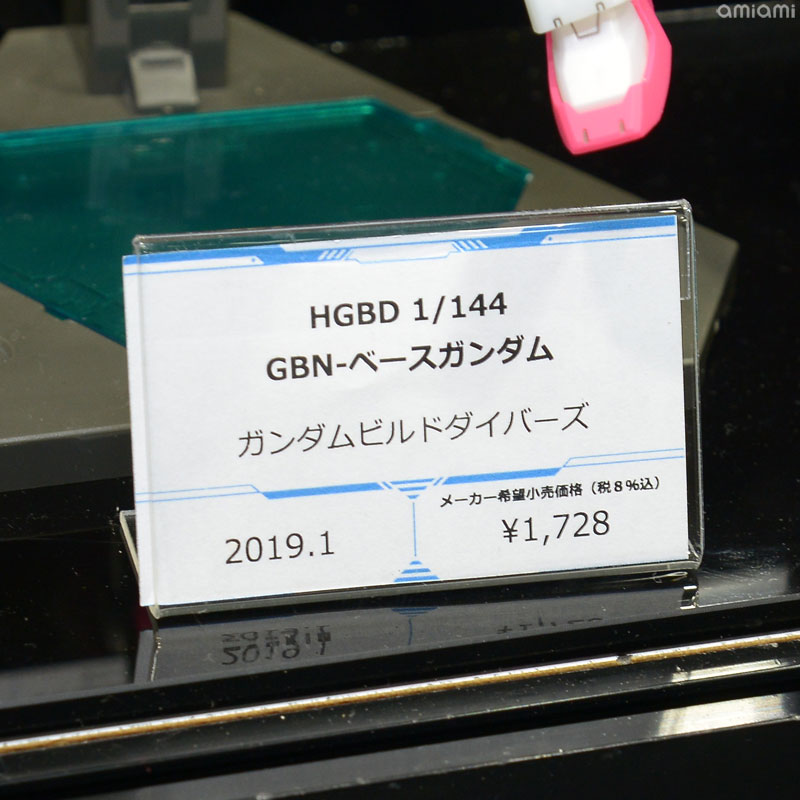 amiami
HGBD 1/144
GBN-ベースガンダム
ガンダムビルドダイバーズ
メーカー希望小売価格（税8%込）
2019.1
¥1,728